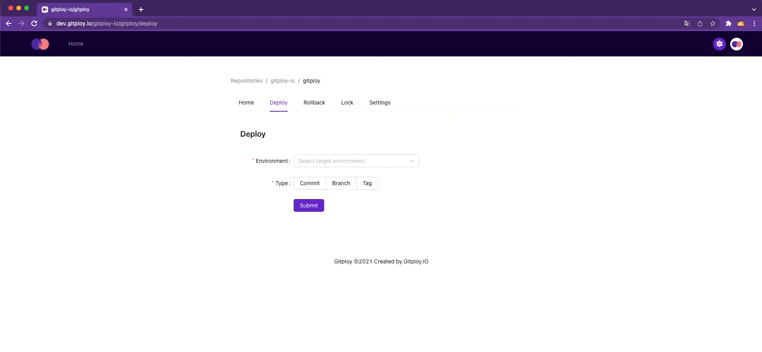 gitploy-io/gitploy
dev.gitploy.io/gitploy-io/gitploy/deploy
Home
Repositories / gitploy-io / gitploy
Home Deploy Rollback Lock Settings
Deploy
* Environment: Select target environment
* Type: Commit Branch Tag
Submit
Gitploy ©2021 Created by Gitploy.IO